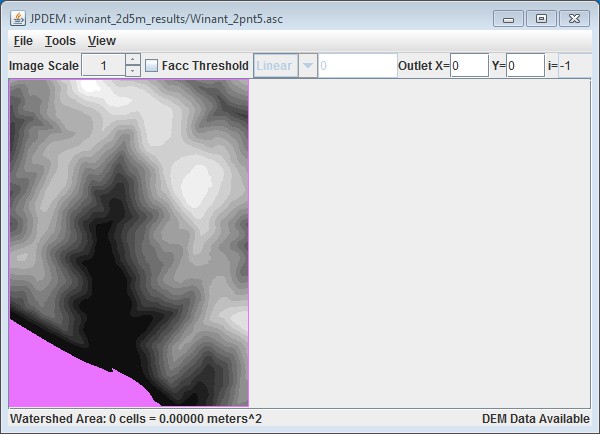 JPDEM : winant_2d5m_results/Winant_2pnt5.asc
File Tools View
Image Scale 1 Facc Threshold Linear 0 Outlet X= 0 Y= 0 i= -1
Watershed Area: 0 cells = 0.00000 meters^2 DEM Data Available